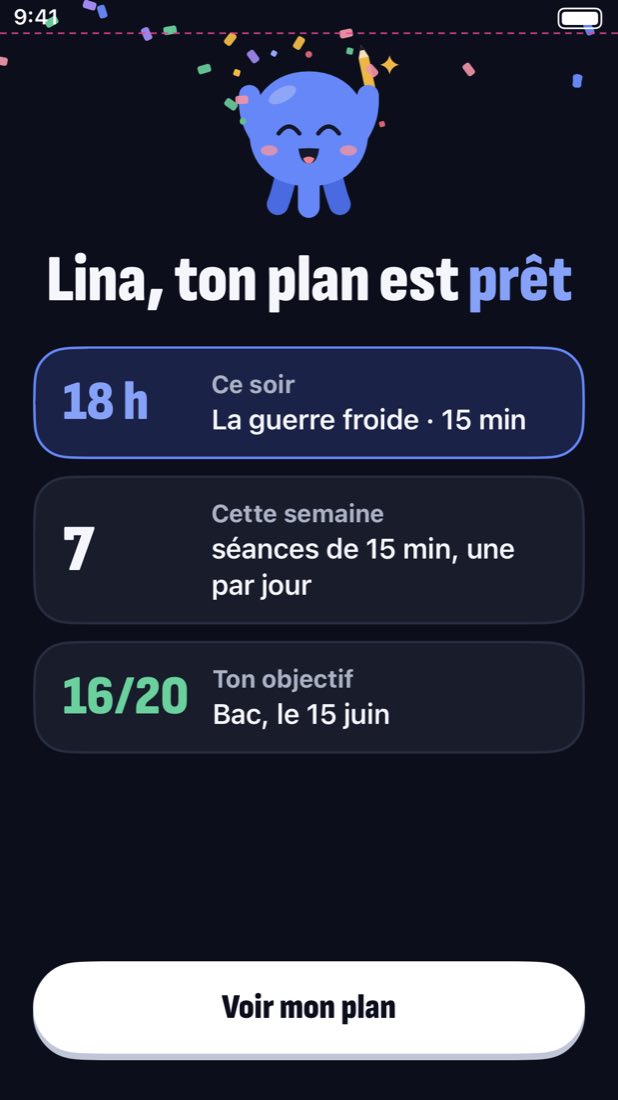 9:41
Lina, ton plan est prêt
18 h
Ce soir
La guerre froide · 15 min
7
Cette semaine
séances de 15 min, une
par jour
16/20
Ton objectif
Bac, le 15 juin
Voir mon plan